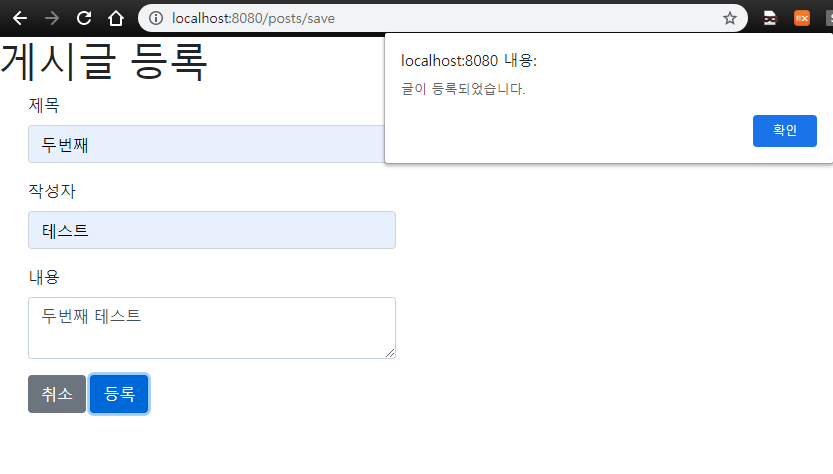 localhost:8080/posts/save
localhost:8080 내용:
글이 등록되었습니다.
확인
게시글 등록
제목
두번째
작성자
테스트
내용
두번째 테스트
취소 등록